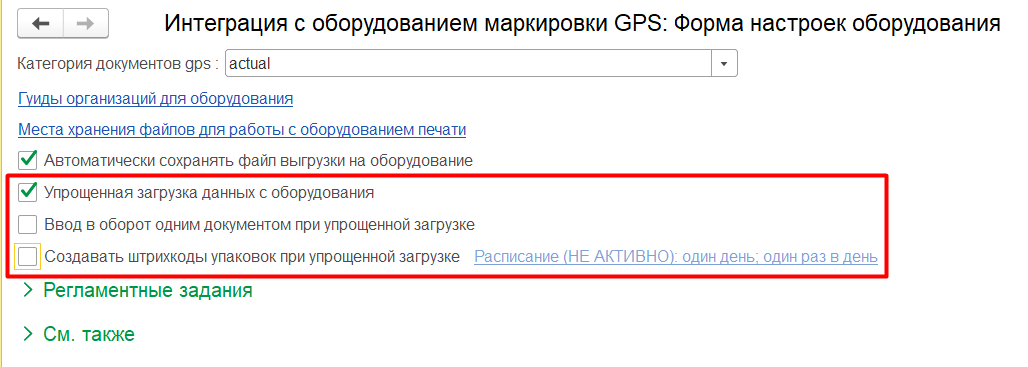 Интеграция с оборудованием маркировки GPS: Форма настроек оборудования
Категория документов gps : actual
Гуиды организаций для оборудования
Места хранения файлов для работы с оборудованием печати
Автоматически сохранять файл выгрузки на оборудование
Упрощенная загрузка данных с оборудования
Ввод в оборот одним документом при упрощенной загрузке
Создавать штрихкоды упаковок при упрощенной загрузке Расписание (НЕ АКТИВНО): один день; один раз в день
Регламентные задания
См. также